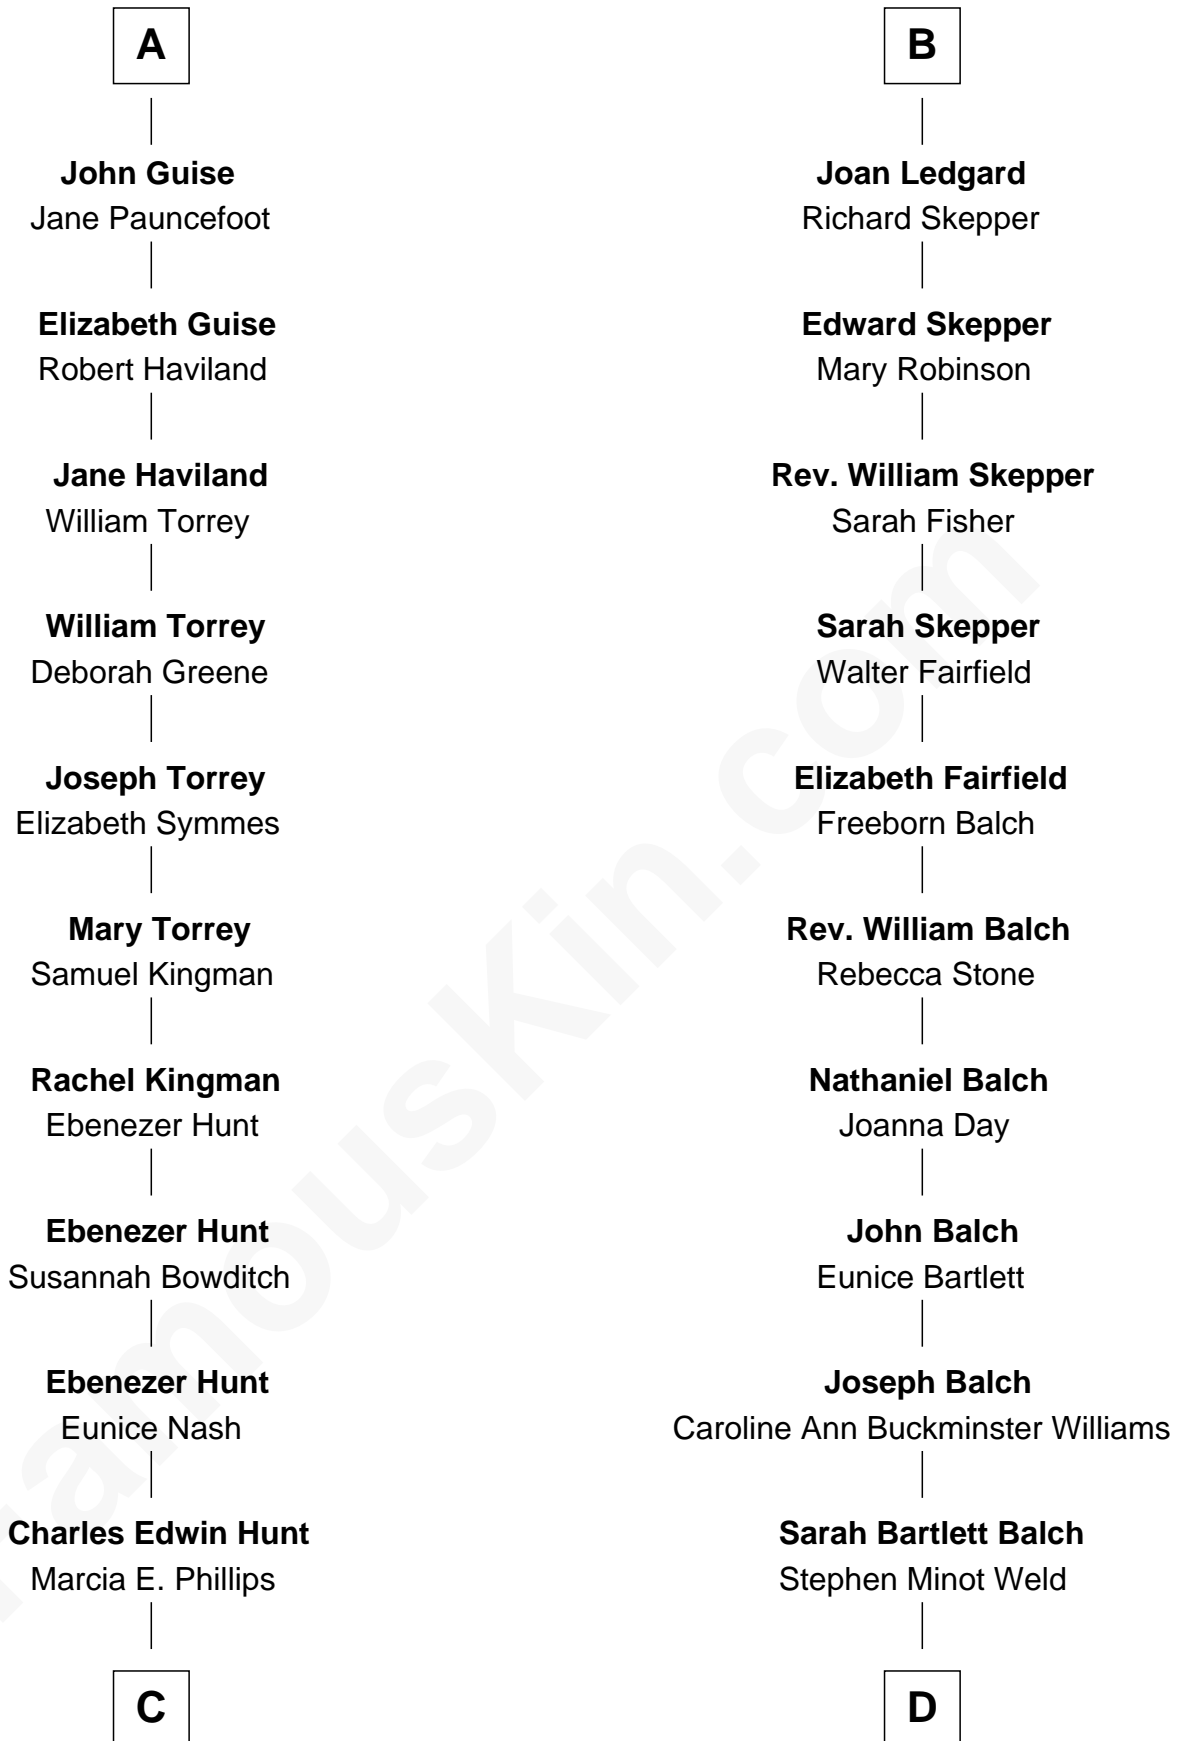 A
John Guise
Jane Pauncefoot
Elizabeth Guise
Robert Haviland
Jane Haviland
William Torrey
William Torrey
Deborah Greene
Joseph Torrey
Elizabeth Symmes
Mary Torrey
Samuel Kingman
Rachel Kingman
Ebenezer Hunt
Ebenezer Hunt
Susannah Bowditch
Ebenezer Hunt
Eunice Nash
Charles Edwin Hunt
Marcia E. Phillips
C
B
Joan Ledgard
Richard Skepper
Edward Skepper
Mary Robinson
Rev. William Skepper
Sarah Fisher
Sarah Skepper
Walter Fairfield
Elizabeth Fairfield
Freeborn Balch
Rev. William Balch
Rebecca Stone
Nathaniel Balch
Joanna Day
John Balch
Eunice Bartlett
Joseph Balch
Caroline Ann Buckminster Williams
Sarah Bartlett Balch
Stephen Minot Weld
D
FamousKin.com